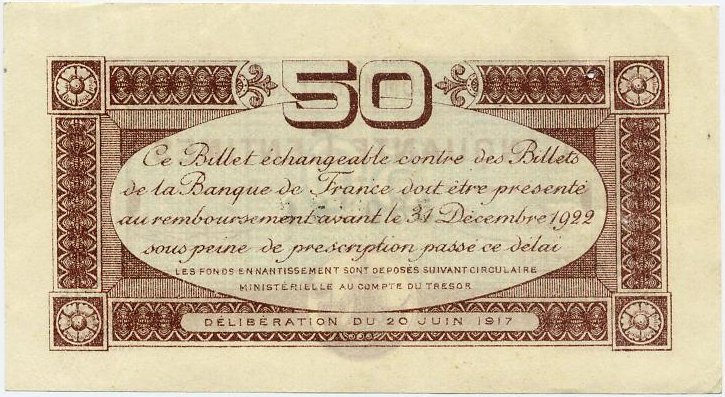 50
Ce Billet échangeable contre des Billets
de la Banque de France doit être présenté
au remboursement avant le 31 Décembre 1922
sous peine de prescription passé ce délai
LES FONDS EN NANTISSEMENT SONT DEPOSÉS SUIVANT CIRCULAIRE
MINISTÉRIELLE AU COMPTE DU TRESOR
DÉLIBÉRATION DU 20 JUIN 1917